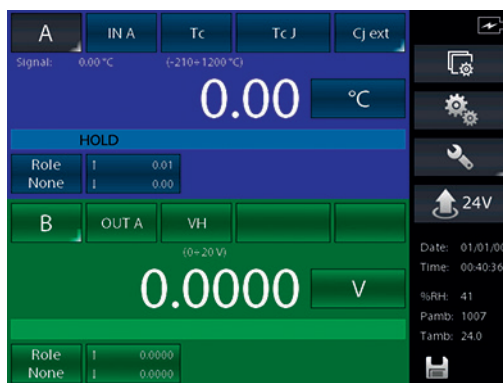 A IN A Tc Tc J Cj ext
Signal: 0.00 °C (-210÷1200 °C)
0.00 °C
HOLD
Role ↑ 0.01
None ↓ 0.00
B OUT A VH
(0÷20 V)
0.0000 V
Role ↑ 0.0000
None ↓ 0.0000
24V
Date: 01/01/00
Time: 00:40:36
%RH: 41
Pamb: 1007
Tamb: 24.0